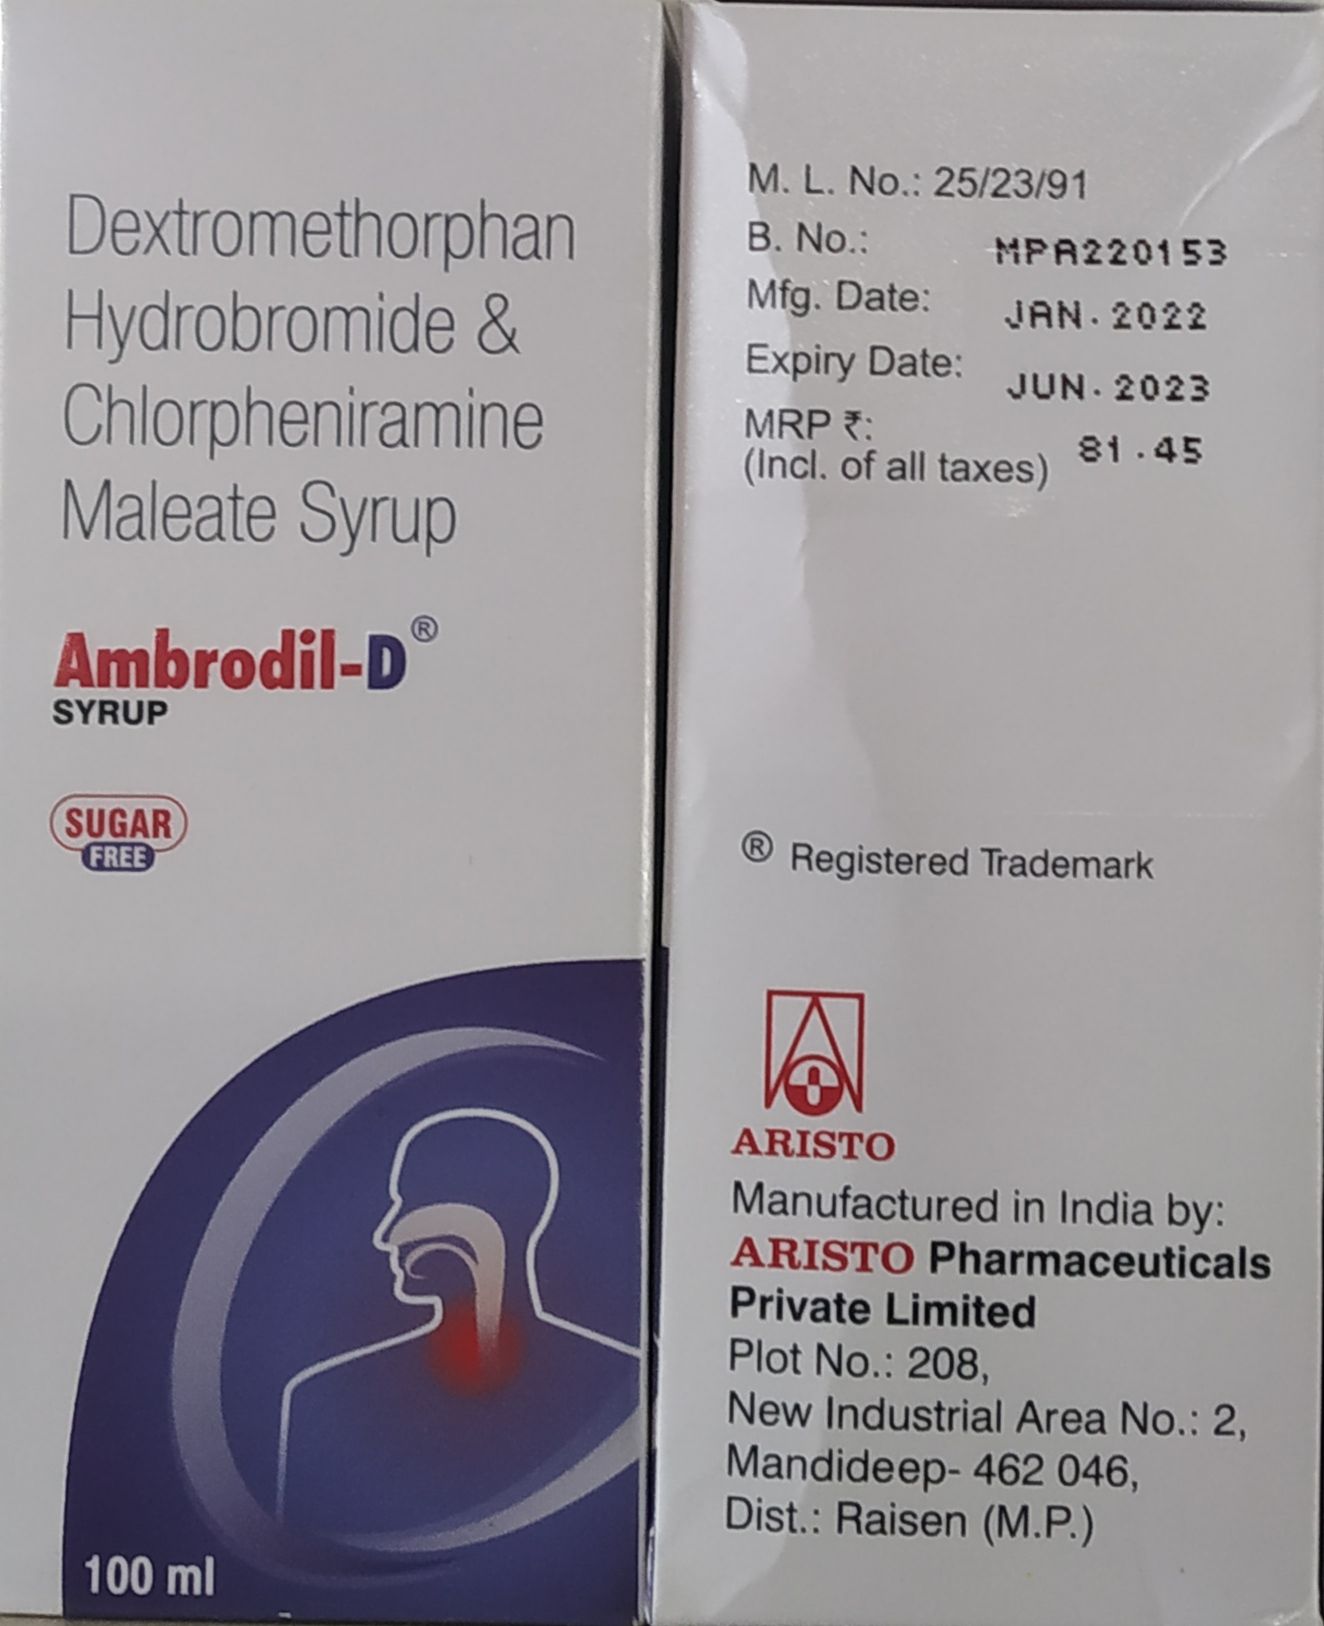 Dextromethorphan
Hydrobromide &
Chlorpheniramine
Maleate Syrup
Ambrodil-D®
SYRUP
SUGAR
FREE
100 ml
M. L. No.: 25/23/91
B. No.: MPA220153
Mfg. Date: JAN. 2022
Expiry Date: JUN. 2023
MRP ₹:
(Incl. of all taxes) 81.45
® Registered Trademark
ARISTO
Manufactured in India by:
ARISTO Pharmaceuticals
Private Limited
Plot No.: 208,
New Industrial Area No.: 2,
Mandideep- 462 046,
Dist.: Raisen (M.P.)